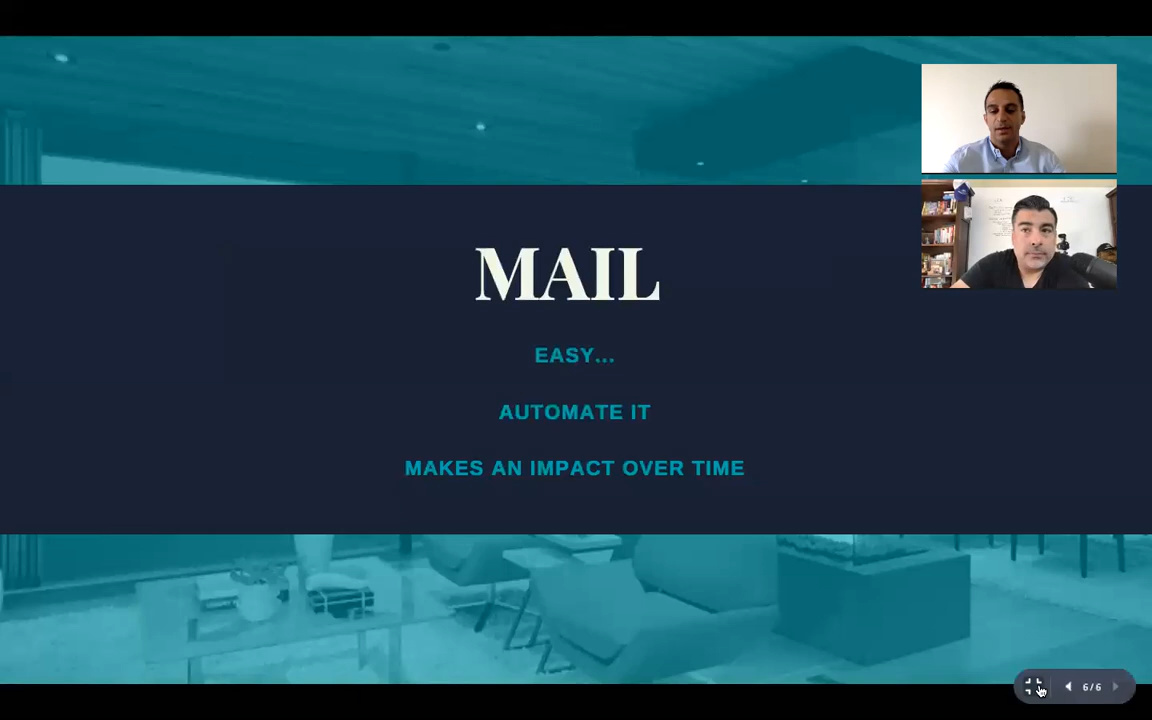 MAIL
EASY...
AUTOMATE IT
MAKES AN IMPACT OVER TIME
6/6